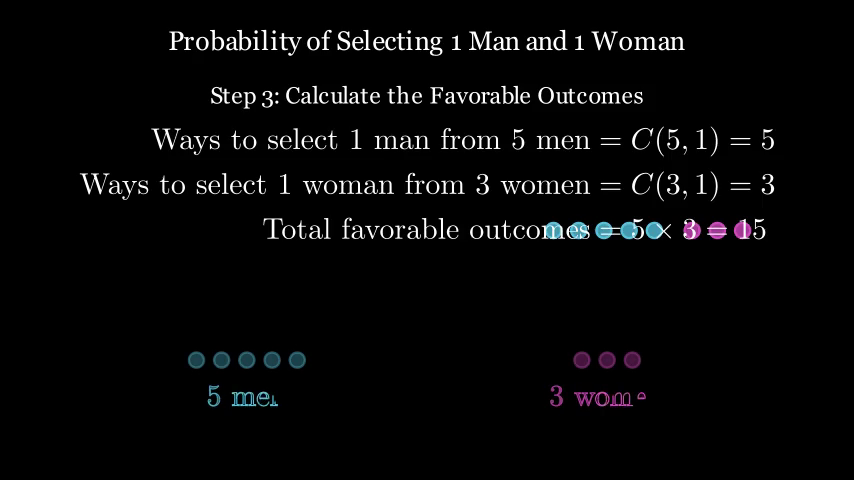 Probability of Selecting 1 Man and 1 Woman
Step 3: Calculate the Favorable Outcomes
Ways to select 1 man from 5 men = C(5, 1) = 5
Ways to select 1 woman from 3 women = C(3, 1) = 3
Total favorable outcomes = 5 × 3 = 15
5 men
3 wome